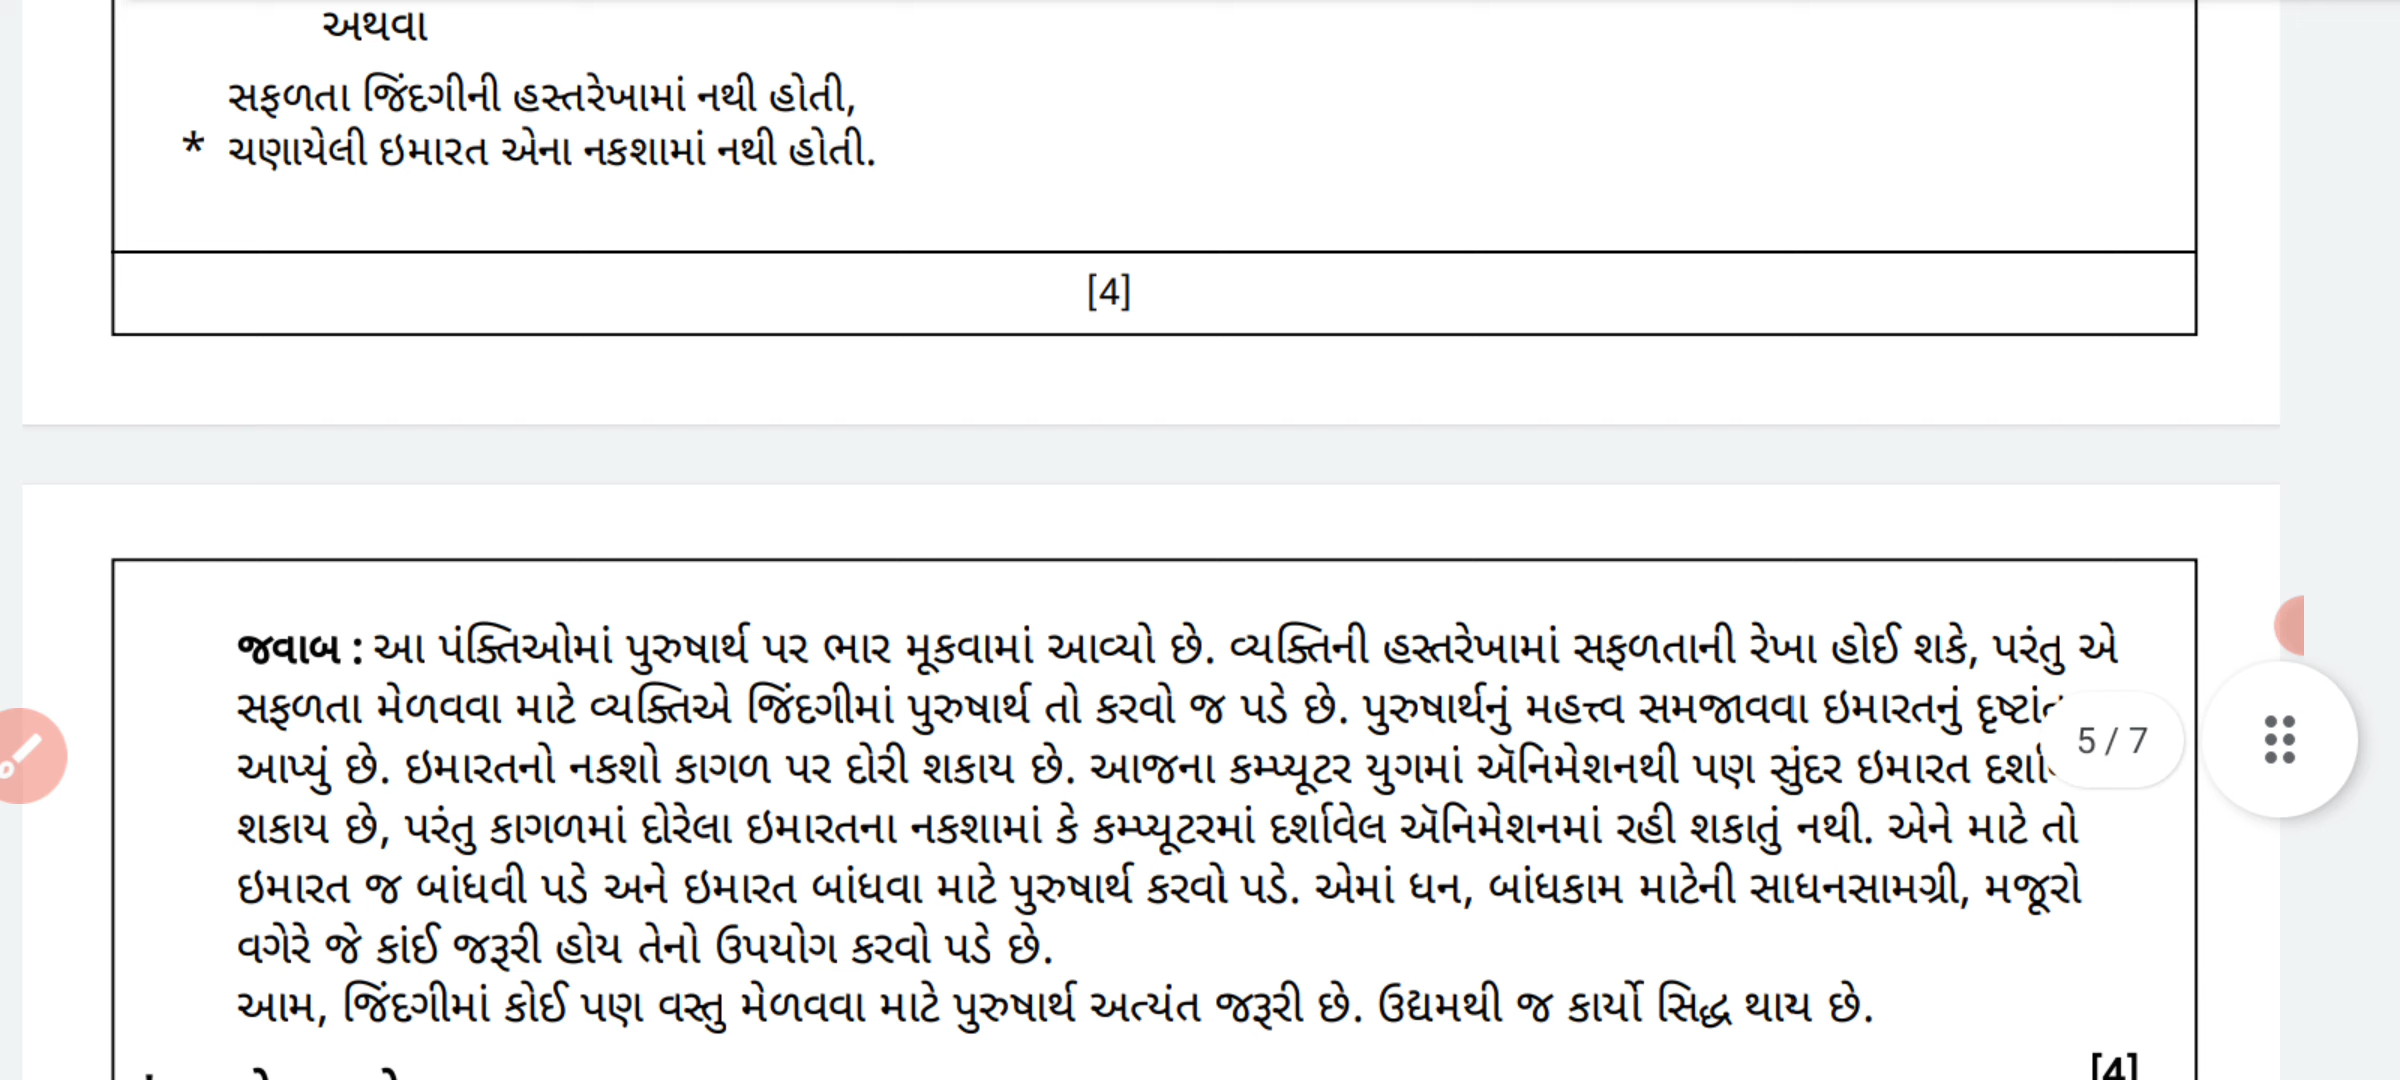 અથવા
સફળતા જિંદગીની હસ્તરેખામાં નથી હોતી,
* ચણાયેલી ઇમારત એના નકશામાં નથી હોતી.
[4]
જવાબ : આ પંક્તિઓમાં પુરુષાર્થ પર ભાર મૂકવામાં આવ્યો છે. વ્યક્તિની હસ્તરેખામાં સફળતાની રેખા હોઈ શકે, પરંતુ એ
સફળતા મેળવવા માટે વ્યક્તિએ જિંદગીમાં પુરુષાર્થ તો કરવો જ પડે છે. પુરુષાર્થનું મહત્ત્વ સમજાવવા ઇમારતનું
આપ્યું છે. ઇમારતનો નકશો કાગળ પર દોરી શકાય છે. આજના કમ્પ્યૂટર યુગમાં ઍનિમેશનથી પણ સુંદર ઇમારત
5 / 7
શકાય છે, પરંતુ કાગળમાં દોરેલા ઇમારતના નકશામાં કે કમ્પ્યૂટરમાં દર્શાવેલ ઍનિમેશનમાં રહી શકાતું નથી. એને માટે તો
ઇમારત જ બાંધવી પડે અને ઇમારત બાંધવા માટે પુરુષાર્થ કરવો પડે. એમાં ધન, બાંધકામ માટેની સાધનસામગ્રી, મજૂરો
વગેરે જે કાંઈ જરૂરી હોય તેનો ઉપયોગ કરવો પડે છે.
આમ, જિંદગીમાં કોઈ પણ વસ્તુ મેળવવા માટે પુરુષાર્થ અત્યંત જરૂરી છે. ઉદ્યમથી જ કાર્યો સિદ્ધ થાય છે.
[4]